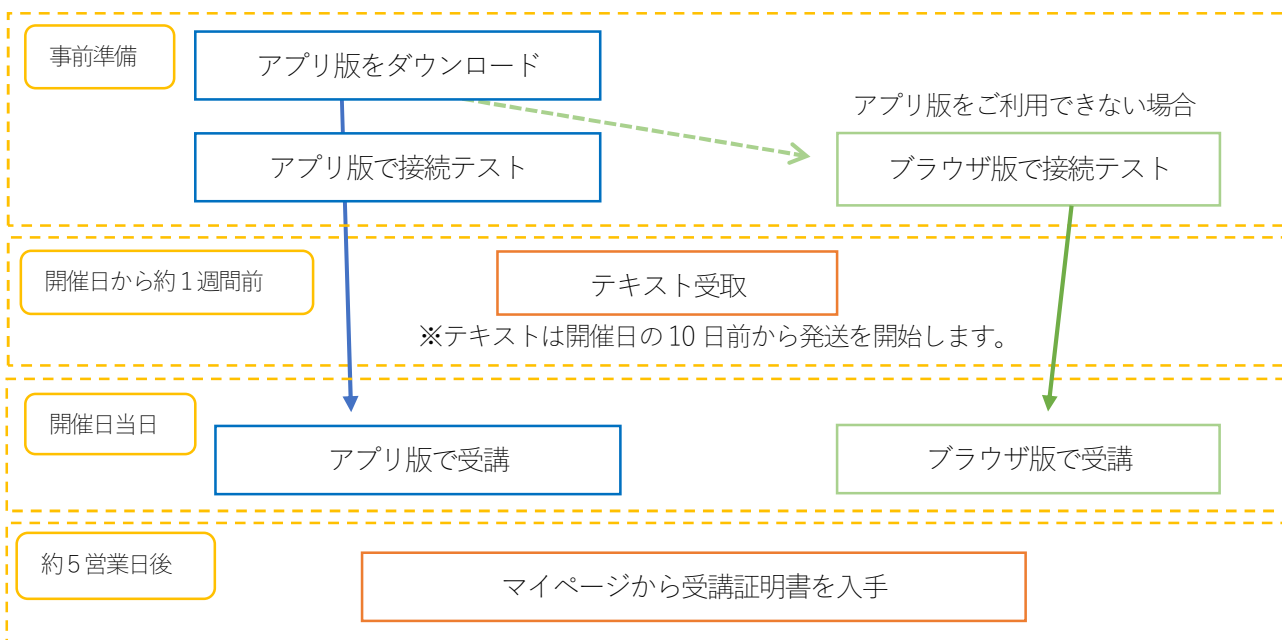 事前準備
アプリ版をダウンロード
アプリ版をご利用できない場合
アプリ版で接続テスト
ブラウザ版で接続テスト
開催日から約1週間前
テキスト受取
※テキストは開催日の 10 日前から発送を開始します。
開催日当日
アプリ版で受講
ブラウザ版で受講
約5営業日後
マイページから受講証明書を入手